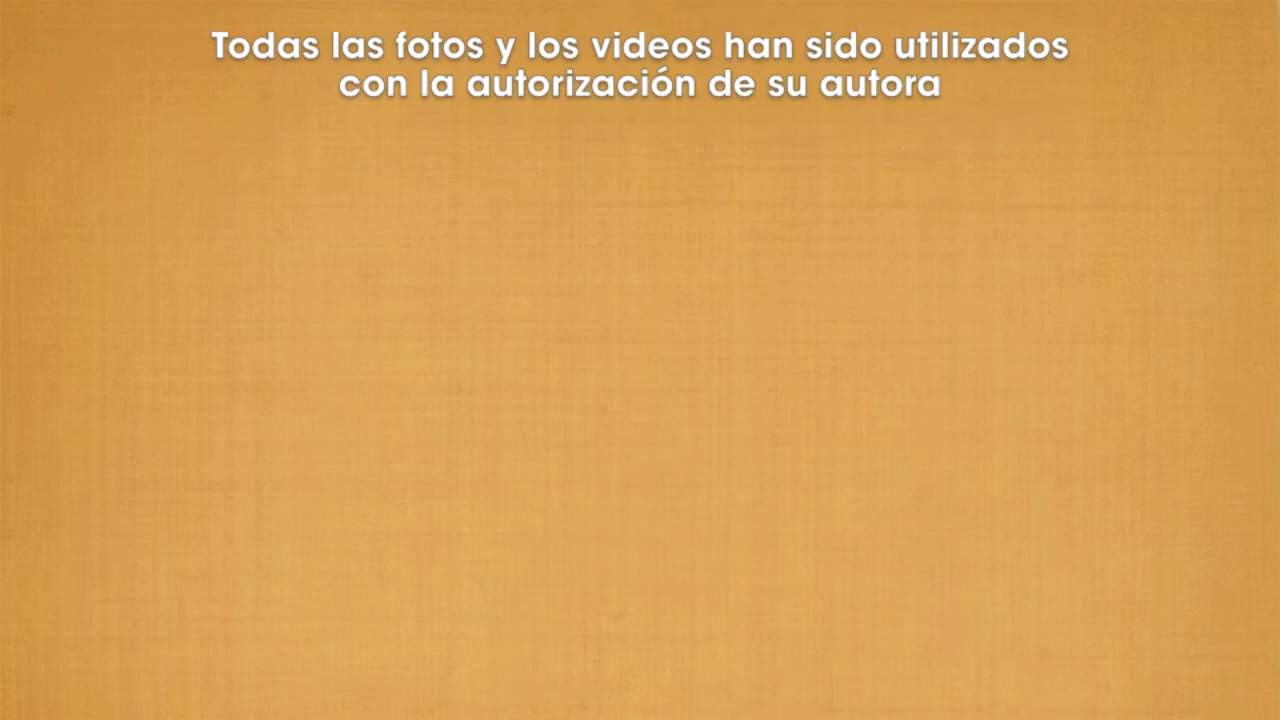 Todas las fotos y los videos han sido utilizados
con la autorización de su autora